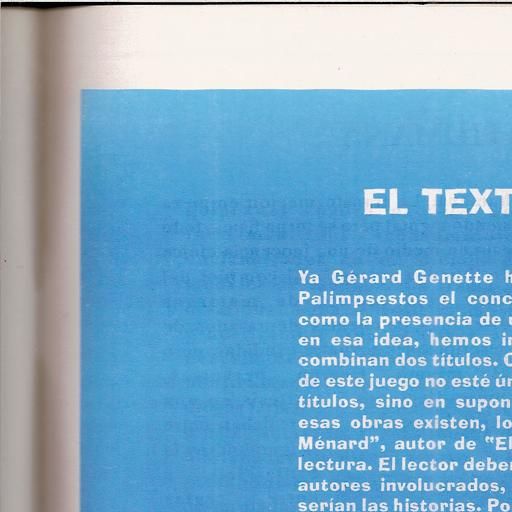 EL TEXT
Ya Gérard Genette h
Palimpsestos el conc
como la presencia de u
en esa idea, hemos in
combinan dos títulos. C
de este juego no esté ún
títulos, sino en supon
esas obras existen, lo
Ménard”, autor de “El
lectura. El lector deber
autores involucrados,
serían las historias. Po